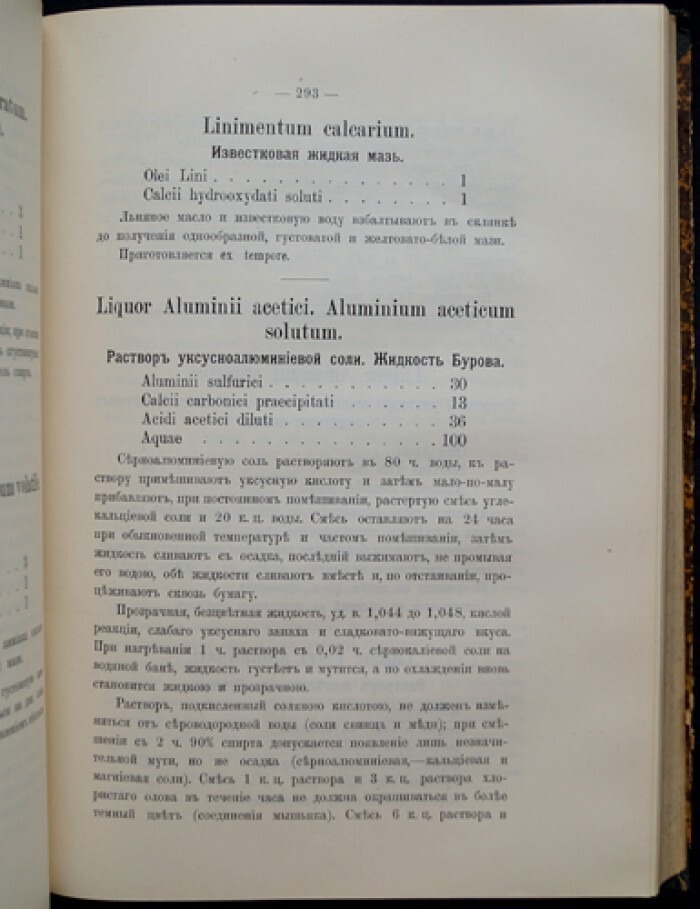 — 293 —
Linimentum calcarium.
Известковая жидкая мазь.
Olei Lini . . . . . . . . . . . . . . . 1
Calcii hydrooxydati soluti . . . . . . . . 1
Льняное масло и известковую воду взбалтываютъ въ склянкѣ
до полученія однообразной, густоватой и желтовато-бѣлой мази.
Приготовляется ex tempore.
Liquor Aluminii acetici. Aluminium aceticum
solutum.
Растворъ уксусноалюминіевой соли. Жидкость Бурова.
Aluminii sulfurici . . . . . . . . . . . . 30
Calcii carbonici praecipitati . . . . . . 13
Acidi acetici diluti . . . . . . . . . . . 36
Aquae . . . . . . . . . . . . . . . . 100
Сѣрноалюминіевую соль растворяютъ въ 80 ч. воды, къ ра-
створу примѣшиваютъ уксусную кислоту и затѣмъ мало-по-малу
прибавляютъ, при постоянномъ помѣшиваніи, растертую смѣсь угле-
кальціевой соли и 20 к. ц. воды. Смѣсь оставляютъ на 24 часа
при обыкновенной температурѣ и частомъ помѣшиваніи, затѣмъ
жидкость сливаютъ съ осадка, послѣдній выжимаютъ, не промывая
его водою, обѣ жидкости сливаютъ вмѣстѣ и, по отстаиваніи, про-
цѣживаютъ сквозь бумагу.
Прозрачная, безцвѣтная жидкость, уд. в. 1,044 до 1,048, кислой
реакціи, слабаго уксуснаго запаха и сладковато-вяжущаго вкуса.
При нагрѣваніи 1 ч. раствора съ 0,02 ч. сѣрнокаліевой соли на
водяной банѣ, жидкость густѣетъ и мутится, а по охлажденіи вновь
становится жидкою и прозрачною.
Растворъ, подкисленный соляною кислотою, не долженъ измѣ-
няться отъ сѣроводородной воды (соли свинца и мѣди); при смѣ-
шеніи съ 2 ч. 90% спирта допускается появленіе лишь незначи-
тельной мути, но не осадка (сѣрноалюминіевая,—кальціевая и
магніевая соли). Смѣсь 1 к. ц. раствора и 3 к. ц. раствора хло-
ристаго олова въ теченіе часа не должна окрашиваться въ болѣе
темный цвѣтъ (соединенія мышьяка). Смѣсь 6 к. ц. раствора и